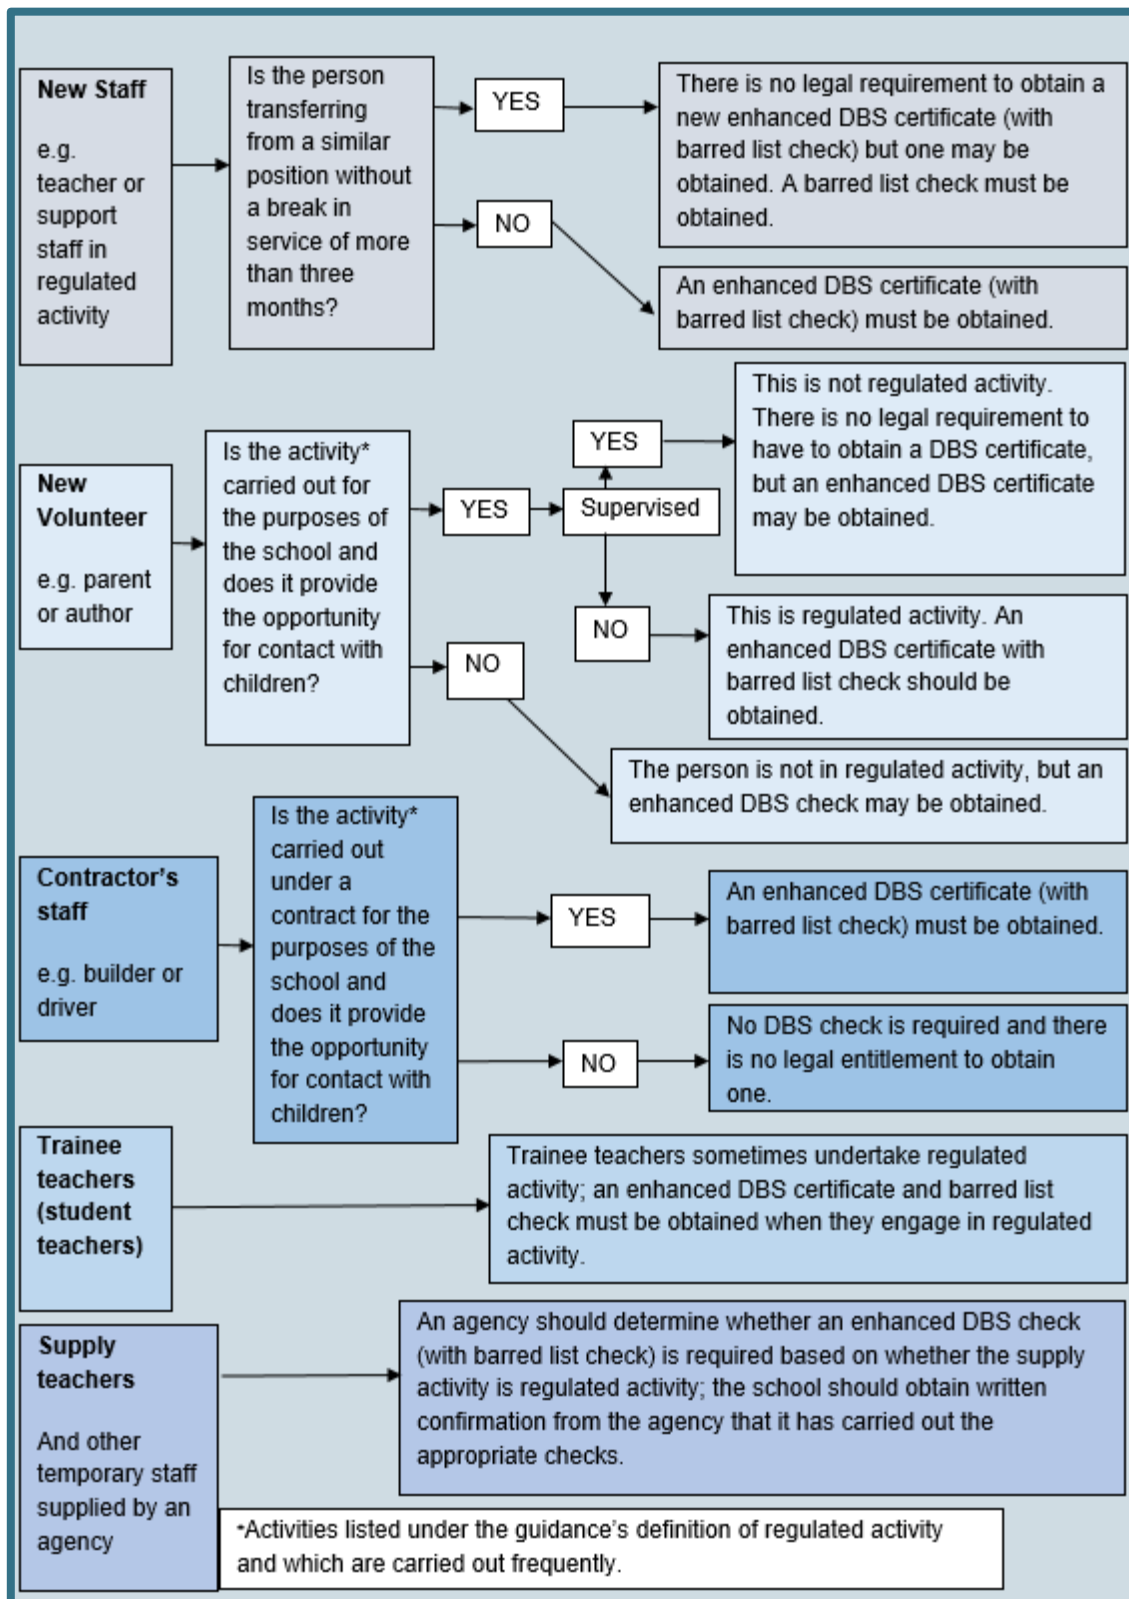 New Staff
e.g.
teacher or
support
staff in
regulated
activity
Is the person
transferring
from a similar
position without
a break in
service of more
than three
months?
YES
There is no legal requirement to obtain a
new enhanced DBS certificate (with
barred list check) but one may be
obtained. A barred list check must be
obtained.
NO
An enhanced DBS certificate (with
barred list check) must be obtained.
New
Volunteer
e.g. parent
or author
Is the activity*
carried out for
the purposes of
the school and
does it provide
the opportunity
for contact with
children?
YES
Supervised
YES
This is not regulated activity.
There is no legal requirement to
have to obtain a DBS certificate,
but an enhanced DBS certificate
may be obtained.
NO
This is regulated activity. An
enhanced DBS certificate with
barred list check should be
obtained.
NO
The person is not in regulated activity, but an
enhanced DBS check may be obtained.
Contractor's
staff
e.g. builder or
driver
Is the activity*
carried out
under a
contract for the
purposes of the
school and
does it provide
the opportunity
for contact with
children?
YES
An enhanced DBS certificate (with
barred list check) must be obtained.
NO
No DBS check is required and there
is no legal entitlement to obtain
one.
Trainee
teachers
(student
teachers)
Trainee teachers sometimes undertake regulated
activity; an enhanced DBS certificate and barred list
check must be obtained when they engage in regulated
activity.
Supply
teachers
And other
temporary staff
supplied by an
agency
An agency should determine whether an enhanced DBS check
(with barred list check) is required based on whether the supply
activity is regulated activity; the school should obtain written
confirmation from the agency that it has carried out the
appropriate checks.
*Activities listed under the guidance's definition of regulated activity
and which are carried out frequently.